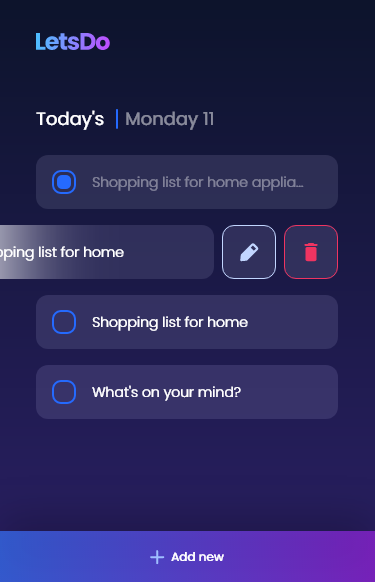 LetsDo
Today's | Monday 11
Shopping list for home applia...
pping list for home
Shopping list for home
What's on your mind?
+ Add new